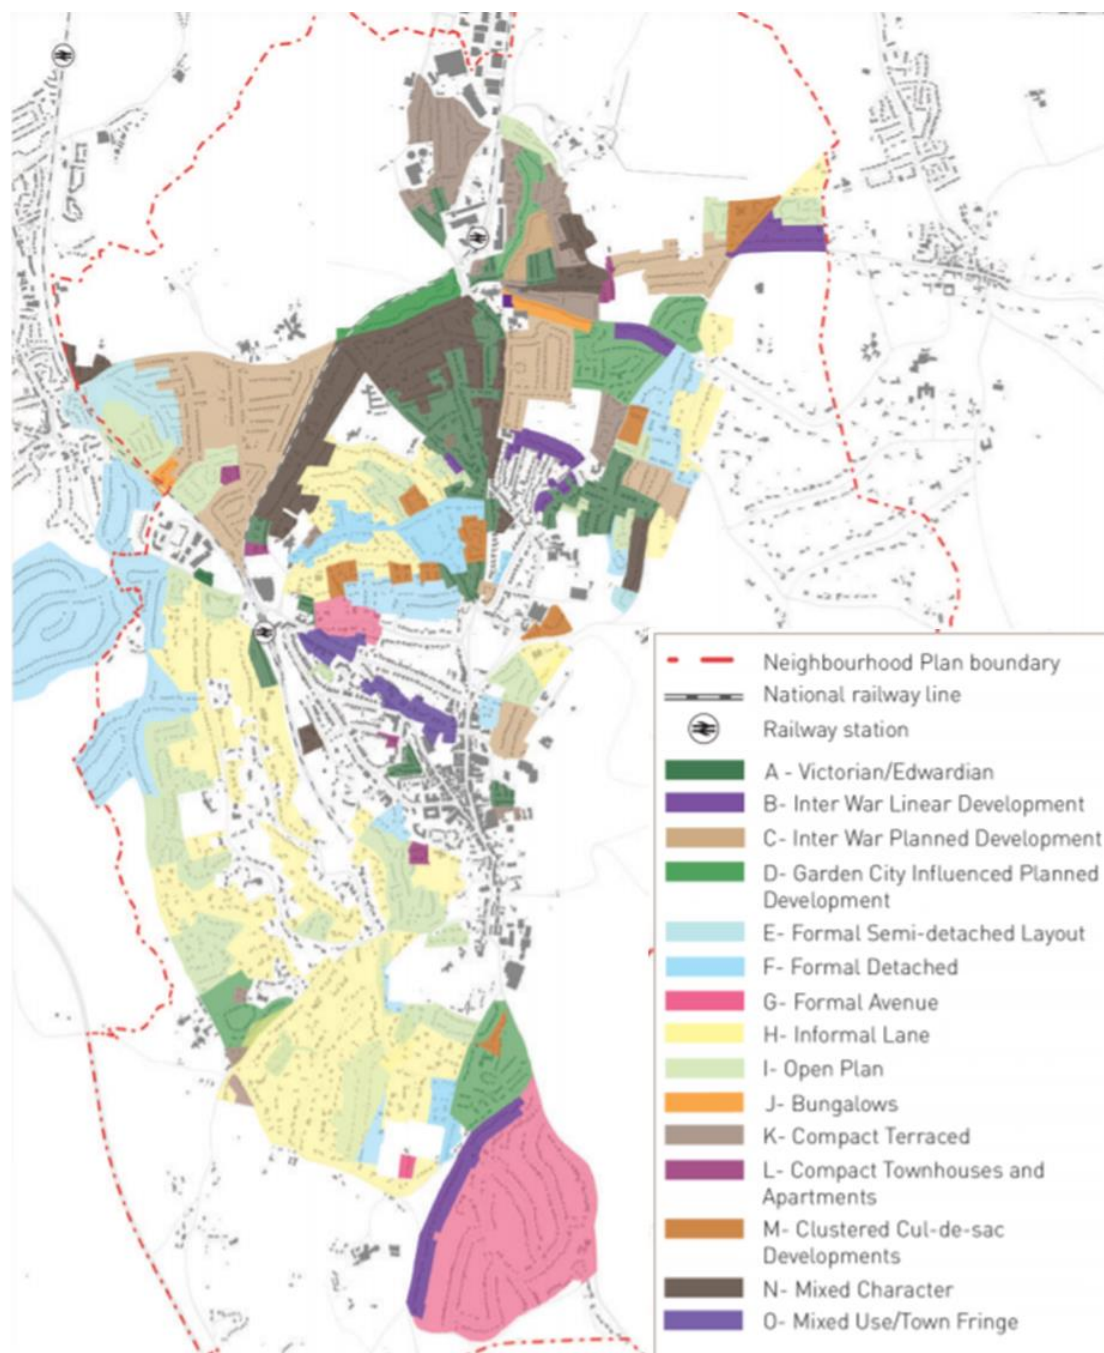 Neighbourhood Plan boundary
National railway line
Railway station
A - Victorian/Edwardian
B- Inter War Linear Development
C- Inter War Planned Development
D- Garden City Influenced Planned
Development
E- Formal Semi-detached Layout
F- Formal Detached
G- Formal Avenue
H- Informal Lane
I- Open Plan
J- Bungalows
K- Compact Terraced
L- Compact Townhouses and
Apartments
M- Clustered Cul-de-sac
Developments
N- Mixed Character
O- Mixed Use/Town Fringe